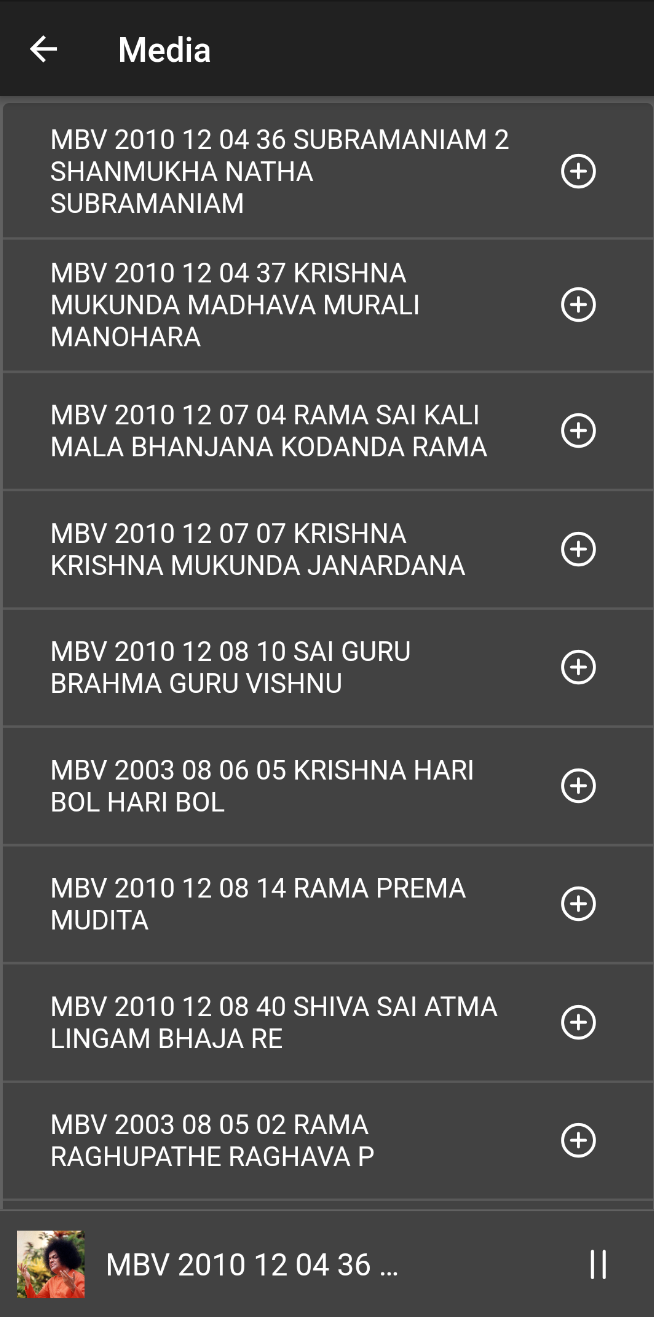 Media
MBV 2010 12 04 36 SUBRAMANIAM 2
SHANMUKHA NATHA
SUBRAMANIAM
MBV 2010 12 04 37 KRISHNA
MUKUNDA MADHAVA MURALI
MANOHARA
MBV 2010 12 07 04 RAMA SAI KALI
MALA BHANJANA KODANDA RAMA
MBV 2010 12 07 07 KRISHNA
KRISHNA MUKUNDA JANARDANA
MBV 2010 12 08 10 SAI GURU
BRAHMA GURU VISHNU
MBV 2003 08 06 05 KRISHNA HARI
BOL HARI BOL
MBV 2010 12 08 14 RAMA PREMA
MUDITA
MBV 2010 12 08 40 SHIVA SAI ATMA
LINGAM BHAJA RE
MBV 2003 08 05 02 RAMA
RAGHUPATHE RAGHAVA P
MBV 2010 12 04 36 ...